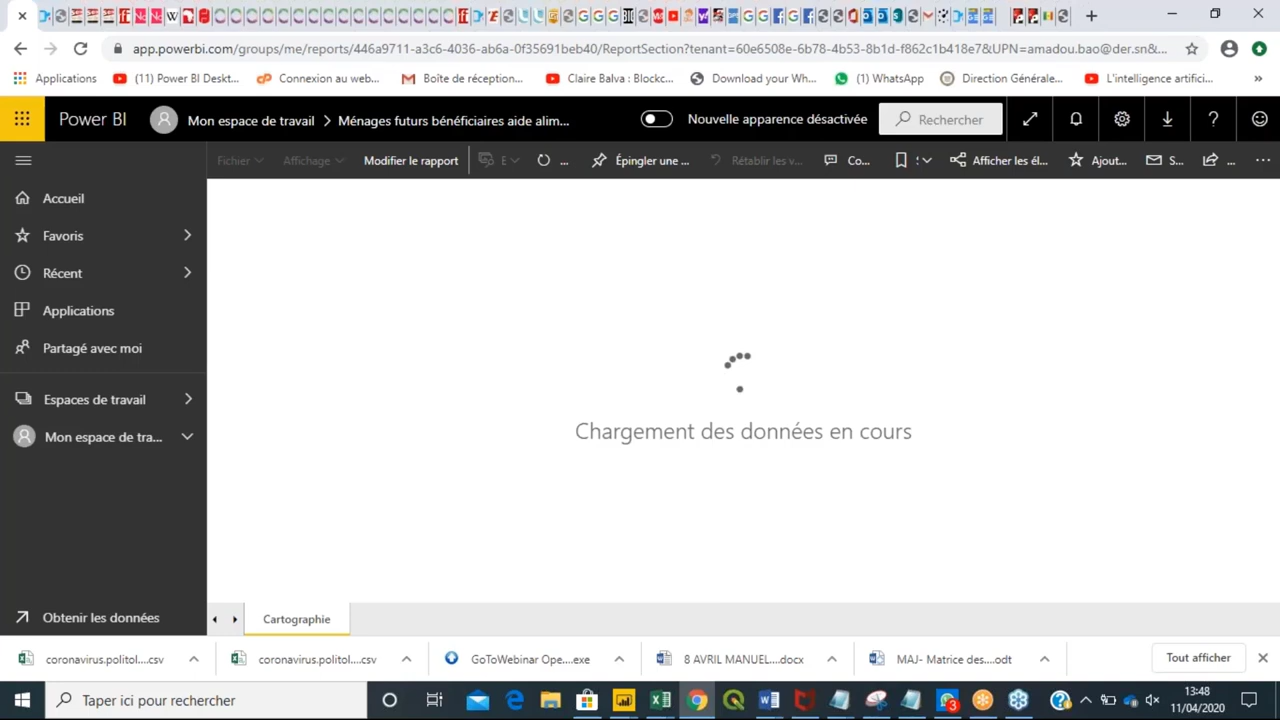 app.powerbi.com/groups/me/reports/446a9711-a3c6-4036-ab6a-0f35691beb40/ReportSection?tenant=60e6508e-6b78-4b53-8b1d-f862c1b418e7&UPN=amadou.bao@der.sn&...
Applications
(11) Power BI Deskt...
Connexion au web...
Boîte de réception...
Claire Balva : Blockc...
Download your Wh...
(1) WhatsApp
Direction Générale...
L'intelligence artifici...
»
Power BI
Mon espace de travail > Ménages futurs bénéficiaires aide alim...
Nouvelle apparence désactivée
Rechercher
Fichier
Affichage
Modifier le rapport
E
...
Épingler une ...
Rétablir les v...
Co...
Afficher les él...
Ajout...
S...
...
Accueil
Favoris
Récent
Applications
Partagé avec moi
Espaces de travail
Mon espace de tra...
Obtenir les données
Chargement des données en cours
Cartographie
coronavirus.politol....csv
coronavirus.politol....csv
GoToWebinar Ope....exe
8 AVRIL MANUEL....docx
MAJ- Matrice des....odt
Tout afficher
Taper ici pour rechercher
3
13:48
11/04/2020